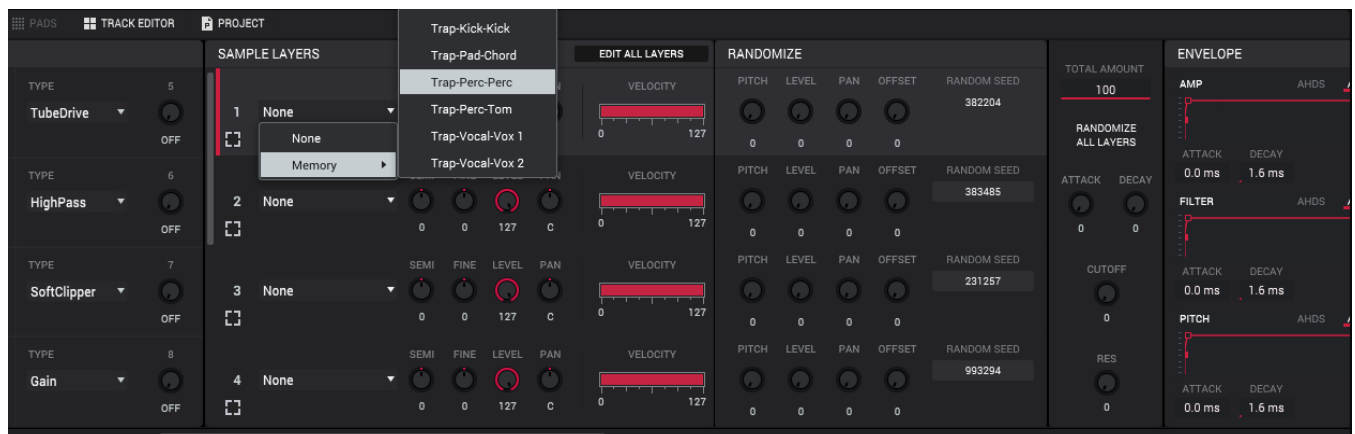 PADS TRACK EDITOR PROJECT
SAMPLE LAYERS EDIT ALL LAYERS RANDOMIZE ENVELOPE
Trap-Kick-Kick
Trap-Pad-Chord
Trap-Perc-Perc
Trap-Perc-Tom
Trap-Vocal-Vox 1
Trap-Vocal-Vox 2
None
Memory
TYPE 5
TubeDrive
OFF
TYPE 6
HighPass
OFF
TYPE 7
SoftClipper
OFF
TYPE 8
Gain
OFF
1 None
VELOCITY
0 127
2 None
0 0 127 C
VELOCITY
0 127
SEMI FINE LEVEL PAN VELOCITY
3 None
0 0 127 C 0 127
SEMI FINE LEVEL PAN VELOCITY
4 None
0 0 127 C 0 127
PITCH LEVEL PAN OFFSET RANDOM SEED
382204
0 0 0 0
PITCH LEVEL PAN OFFSET RANDOM SEED
383485
0 0 0 0
PITCH LEVEL PAN OFFSET RANDOM SEED
231257
0 0 0 0
PITCH LEVEL PAN OFFSET RANDOM SEED
993294
0 0 0 0
TOTAL AMOUNT
100
RANDOMIZE
ALL LAYERS
ATTACK DECAY
0 0
CUTOFF
0
RES
0
AMP AHDS
ATTACK DECAY
0.0 ms 1.6 ms
FILTER AHDS
ATTACK DECAY
0.0 ms 1.6 ms
PITCH AHDS
ATTACK DECAY
0.0 ms 1.6 ms